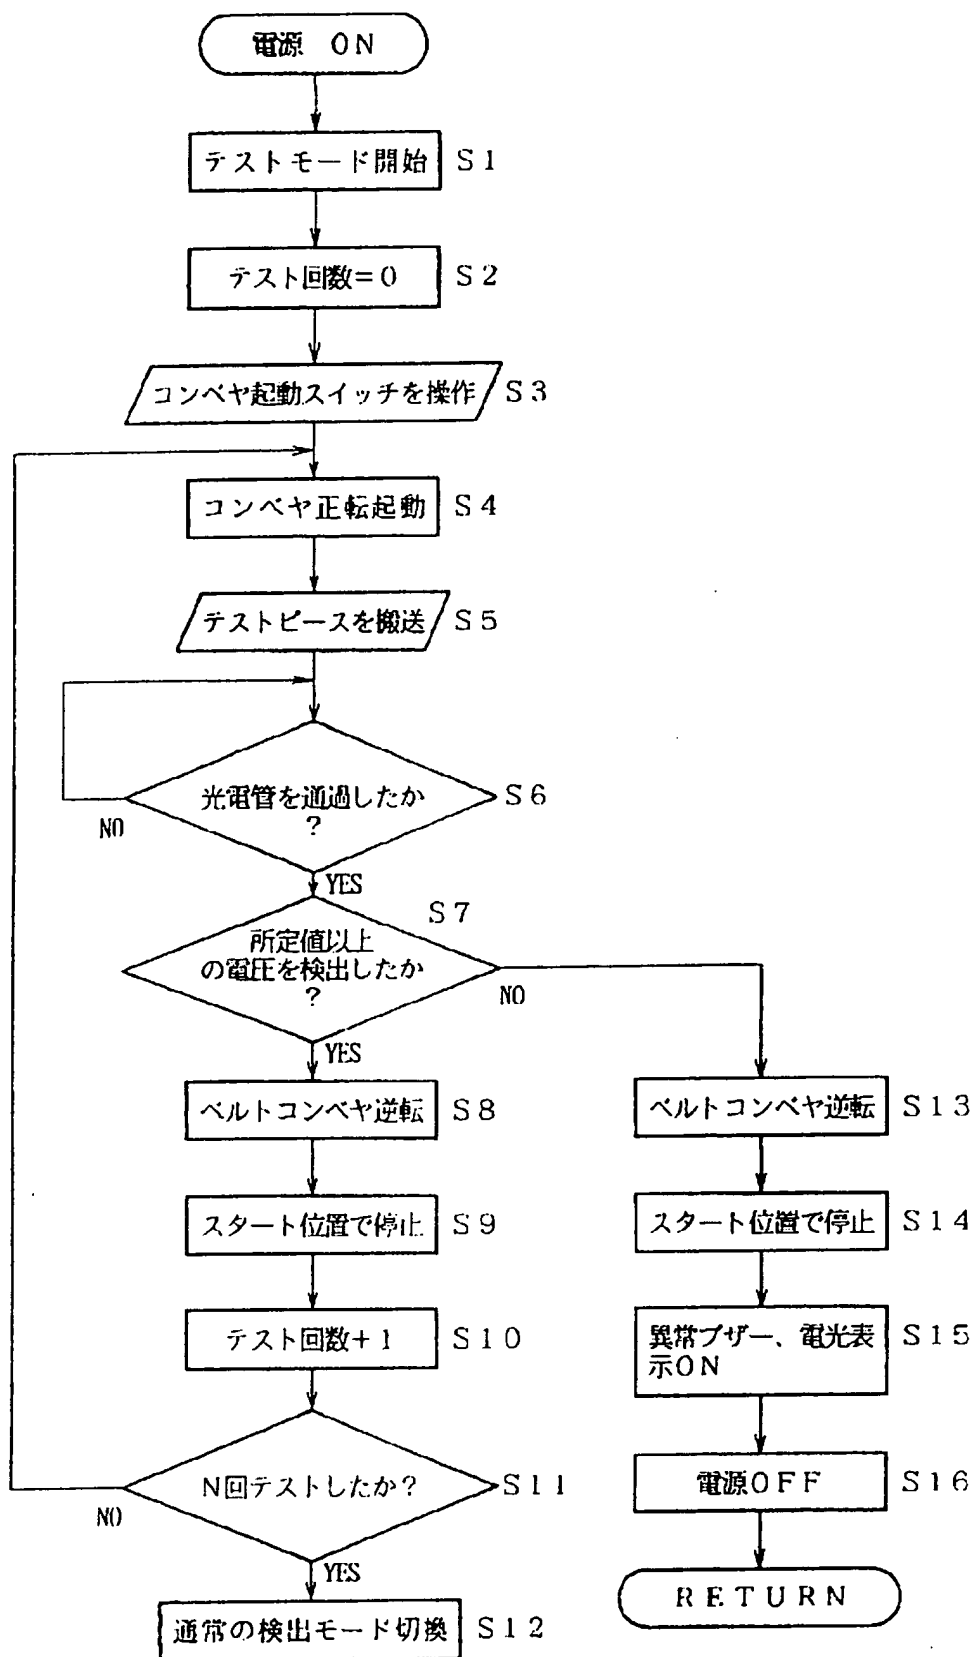 電源 ON
テストモード開始 S1
テスト回数=0 S2
コンベヤ起動スイッチを操作 S3
コンベヤ正転起動 S4
テストピースを搬送 S5
光電管を通過したか
? S6
NO
YES
所定値以上
の電圧を検出したか
? S7
NO
YES
ベルトコンベヤ逆転 S8
スタート位置で停止 S9
テスト回数+1 S10
N回テストしたか? S11
NO
YES
通常の検出モード切換 S12
ベルトコンベヤ逆転 S13
スタート位置で停止 S14
異常ブザー、電光表
示ON S15
電源OFF S16
RETURN